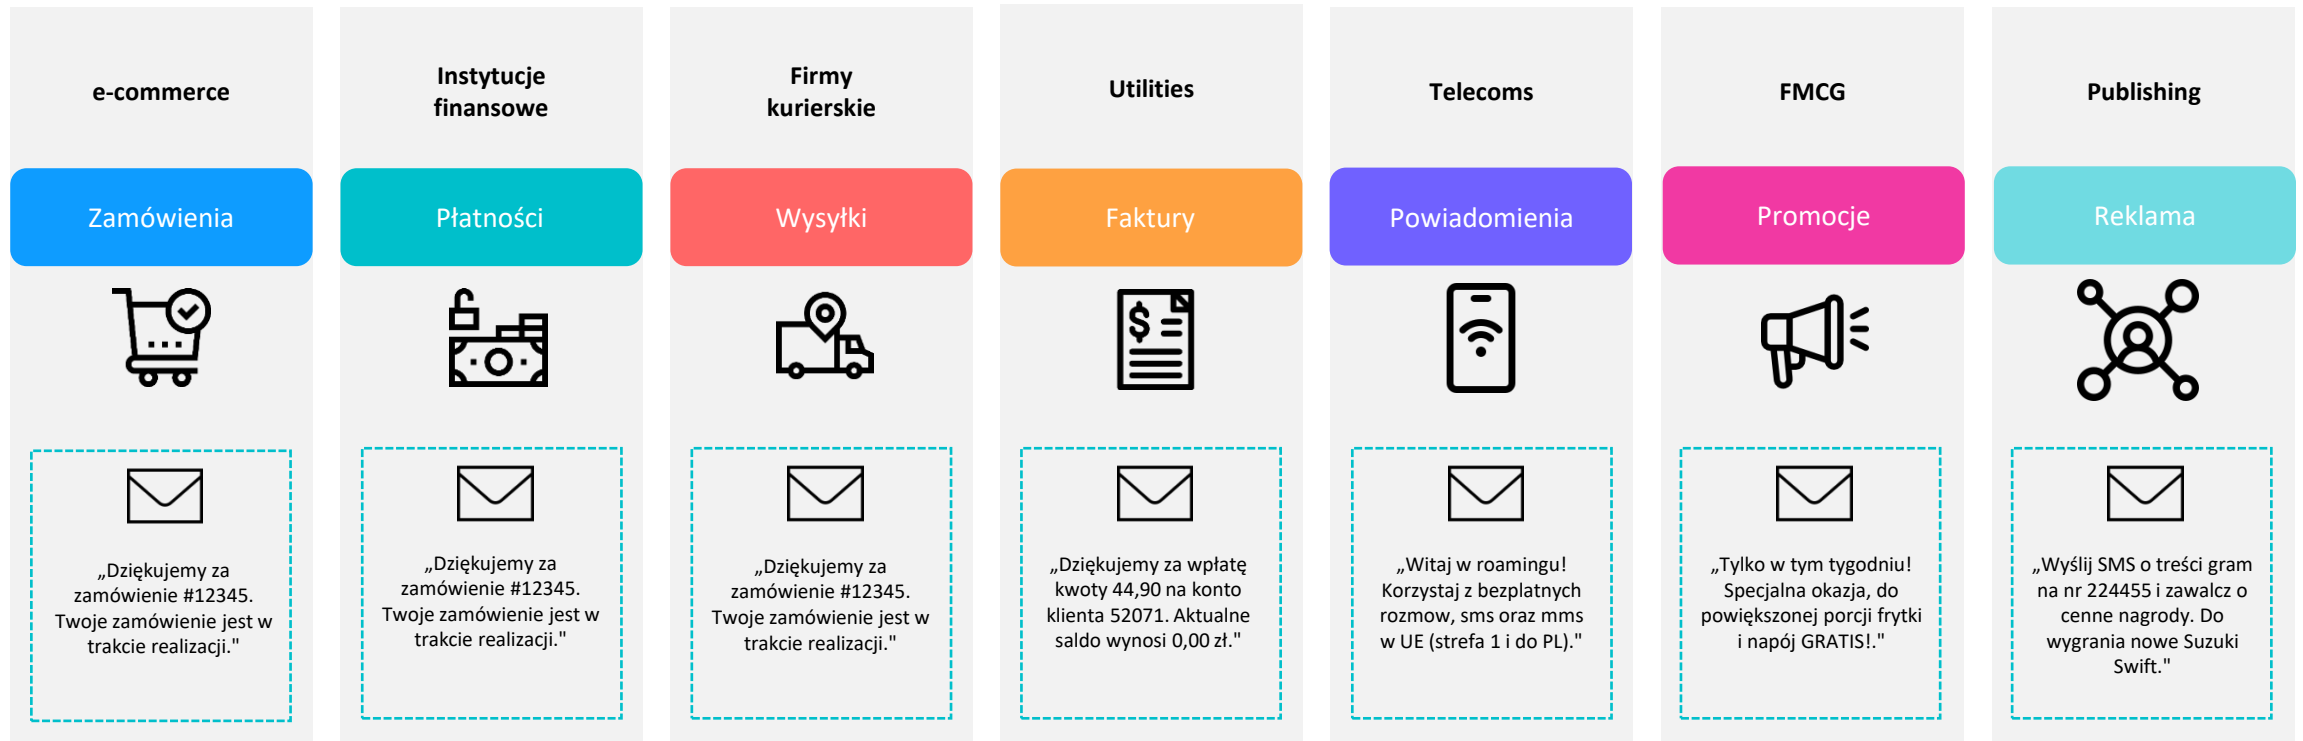 e-commerce
Zamówienia
„Dziękujemy za
zamówienie #12345.
Twoje zamówienie jest w
trakcie realizacji."
Instytucje
finansowe
Płatności
„Dziękujemy za
zamówienie #12345.
Twoje zamówienie jest w
trakcie realizacji."
Firmy
kurierskie
Wysyłki
„Dziękujemy za
zamówienie #12345.
Twoje zamówienie jest w
trakcie realizacji."
Utilities
Faktury
$
„Dziękujemy za wpłatę
kwoty 44,90 na konto
klienta 52071. Aktualne
saldo wynosi 0,00 zł."
Telecoms
Powiadomienia
„Witaj w roamingu!
Korzystaj z bezplatnych
rozmow, sms oraz mms
w UE (strefa 1 i do PL)."
FMCG
Promocje
„Tylko w tym tygodniu!
Specjalna okazja, do
powiększonej porcji frytki
i napój GRATIS!."
Publishing
Reklama
„Wyślij SMS o treści gram
na nr 224455 i zawalcz o
cenne nagrody. Do
wygrania nowe Suzuki
Swift."